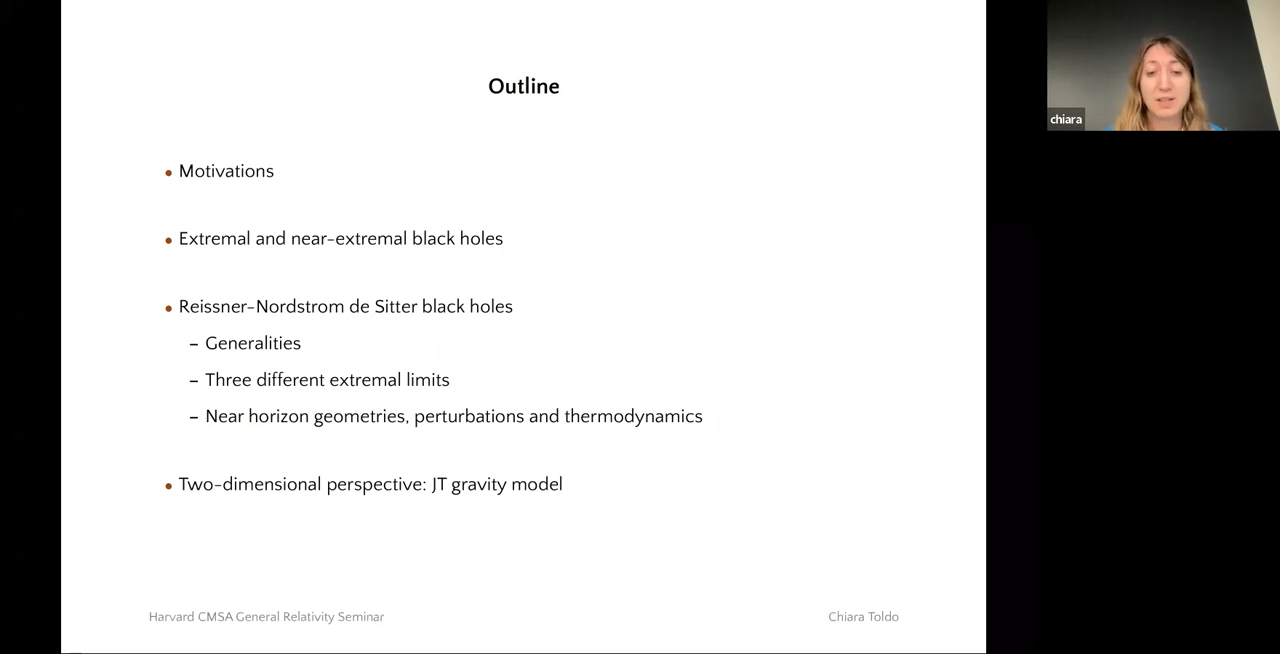 Outline
• Motivations
• Extremal and near-extremal black holes
• Reissner-Nordstrom de Sitter black holes
– Generalities
– Three different extremal limits
– Near horizon geometries, perturbations and thermodynamics
• Two-dimensional perspective: JT gravity model
Harvard CMSA General Relativity Seminar
Chiara Toldo
chiara